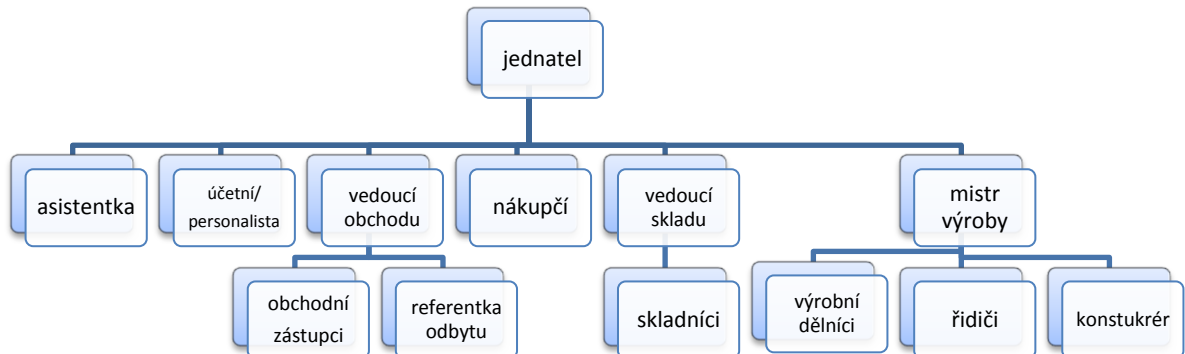 jednatel
asistentka
účetní/
personalista
vedoucí
obchodu
nákupčí
vedoucí
skladu
mistr
výroby
obchodní
zástupci
referentka
odbytu
skladníci
výrobní
dělníci
řidiči
konstukrér